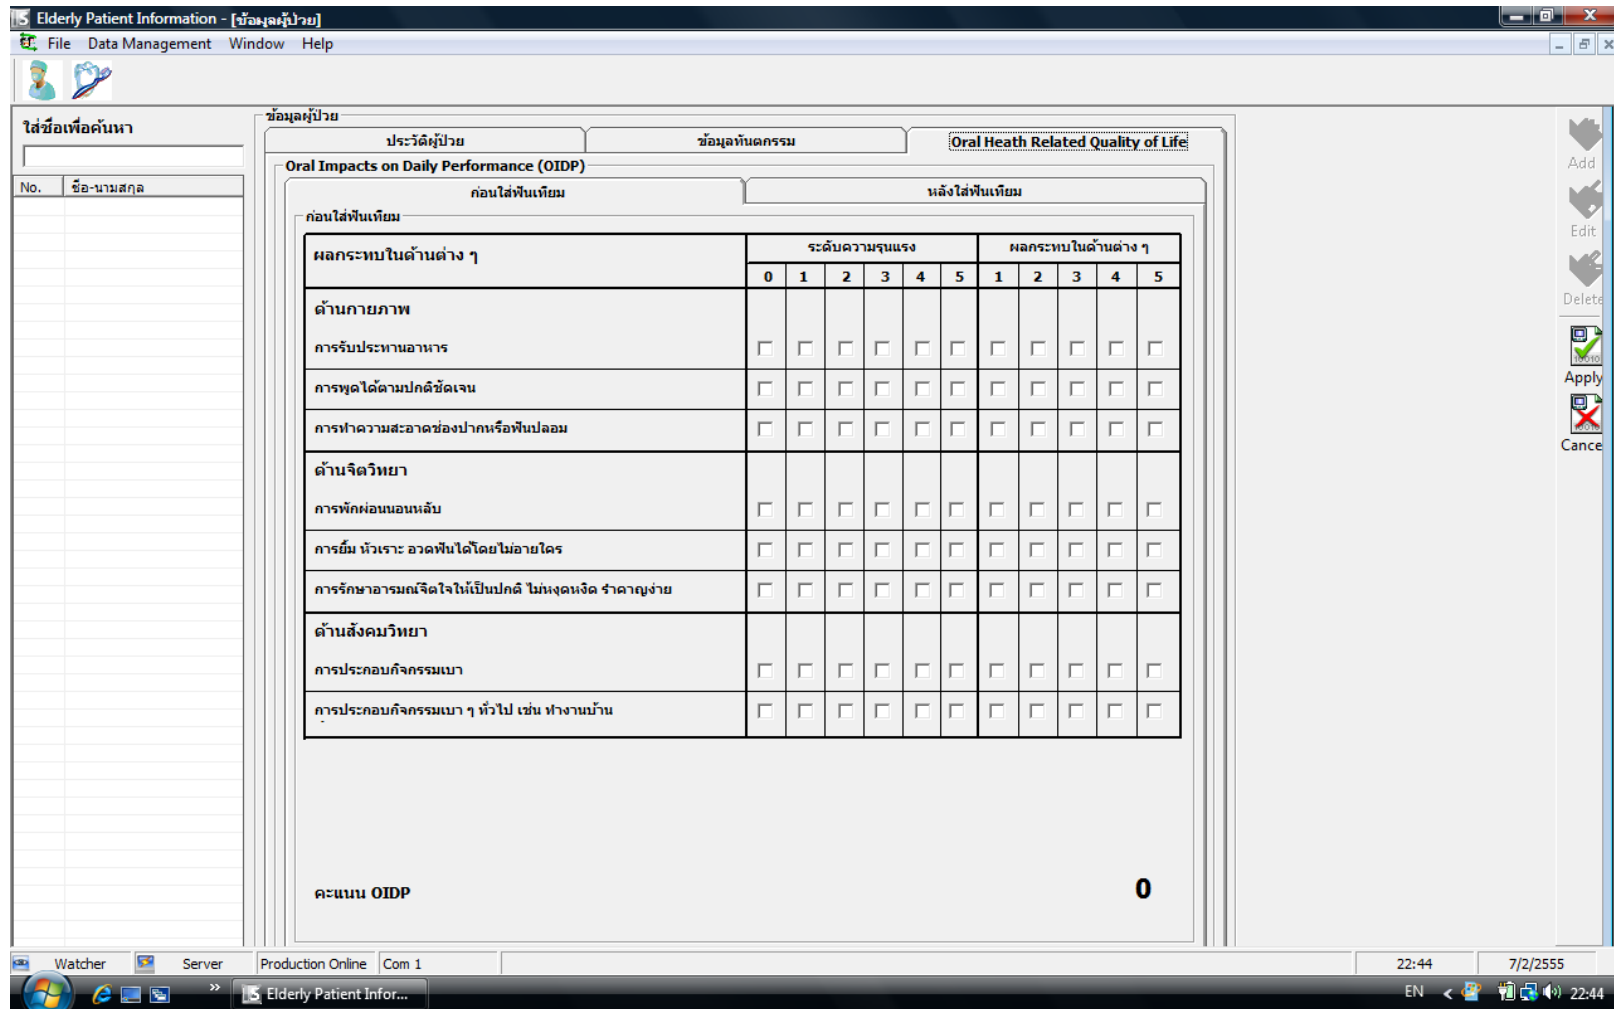 Elderly Patient Information - [ข้อมูลผู้ป่วย]
File Data Management Window Help
ใส่ชื่อเพื่อค้นหา
No. ชื่อ-นามสกุล
ข้อมูลผู้ป่วย
ประวัติผู้ป่วย ข้อมูลทันตกรรม Oral Heath Related Quality of Life
Oral Impacts on Daily Performance (OIDP)
ก่อนใส่ฟันเทียม หลังใส่ฟันเทียม
ก่อนใส่ฟันเทียม
ผลกระทบในด้านต่าง ๆ ระดับความรุนแรง ผลกระทบในด้านต่าง ๆ
0 1 2 3 4 5 1 2 3 4 5
ด้านกายภาพ
การรับประทานอาหาร
การพูดได้ตามปกติชัดเจน
การทำความสะอาดช่องปากหรือฟันปลอม
ด้านจิตวิทยา
การพักผ่อนนอนหลับ
การยิ้ม หัวเราะ อวดฟันได้โดยไม่อายใคร
การรักษาอารมณ์จิตใจให้เป็นปกติ ไม่หงุดหงิด รำคาญง่าย
ด้านสังคมวิทยา
การประกอบกิจกรรมเบา
การประกอบกิจกรรมเบา ๆ ทั่วไป เช่น ทำงานบ้าน
คะแนน OIDP 0
Add
Edit
Delete
Apply
Cance
Watcher Server Production Online Com 1 22:44 7/2/2555
Elderly Patient Infor... EN 22:44